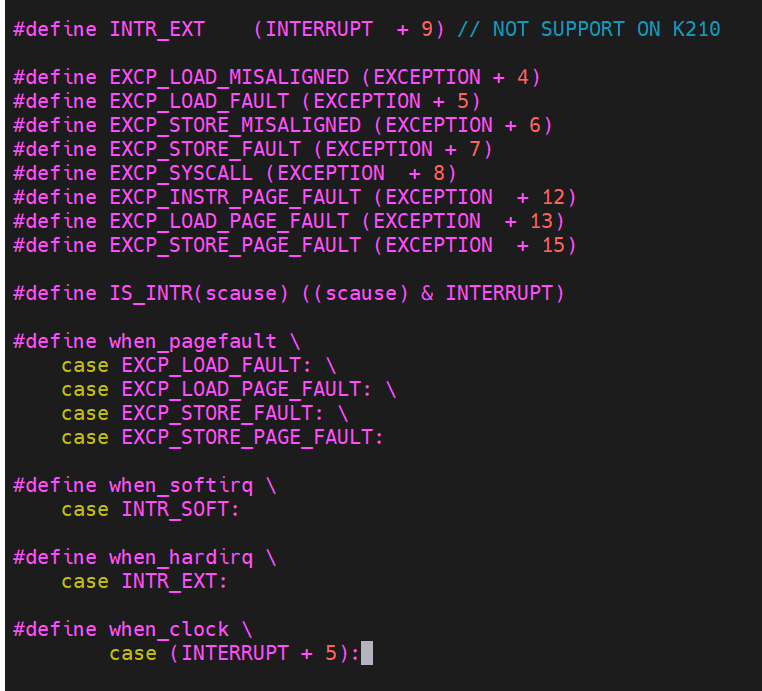 #define INTR_EXT    (INTERRUPT  + 9) // NOT SUPPORT ON K210
#define EXCP_LOAD_MISALIGNED (EXCEPTION + 4)
#define EXCP_LOAD_FAULT (EXCEPTION + 5)
#define EXCP_STORE_MISALIGNED (EXCEPTION + 6)
#define EXCP_STORE_FAULT (EXCEPTION + 7)
#define EXCP_SYSCALL (EXCEPTION  + 8)
#define EXCP_INSTR_PAGE_FAULT (EXCEPTION  + 12)
#define EXCP_LOAD_PAGE_FAULT (EXCEPTION  + 13)
#define EXCP_STORE_PAGE_FAULT (EXCEPTION  + 15)
#define IS_INTR(scause) ((scause) & INTERRUPT)
#define when_pagefault \
    case EXCP_LOAD_FAULT: \
    case EXCP_LOAD_PAGE_FAULT: \
    case EXCP_STORE_FAULT: \
    case EXCP_STORE_PAGE_FAULT:
#define when_softirq \
    case INTR_SOFT:
#define when_hardirq \
    case INTR_EXT:
#define when_clock \
        case (INTERRUPT + 5):